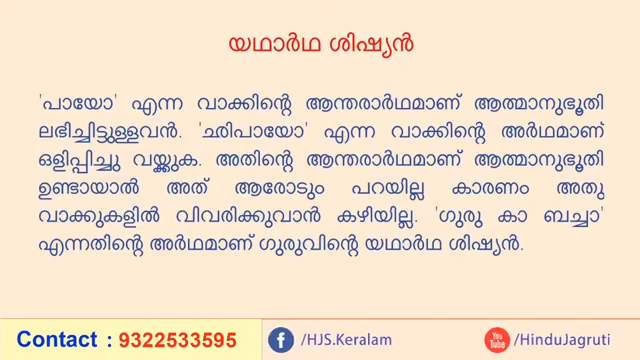 യഥാർഥ ശിഷ്യൻ
'പായോ' എന്ന വാക്കിന്റെ ആന്തരാർഥമാണ് ആത്മാനുഭൂതി
ലഭിച്ചിട്ടുള്ളവൻ. 'ഛിപായോ' എന്ന വാക്കിന്റെ അർഥമാണ്
ഒളിപ്പിച്ചു വയ്ക്കുക. അതിന്റെ ആന്തരാർഥമാണ് ആത്മാനുഭൂതി
ഉണ്ടായാൽ അത് ആരോടും പറയില്ല കാരണം അതു
വാക്കുകളിൽ വിവരിക്കുവാൻ കഴിയില്ല. 'ഗുരു കാ ബച്ചാ'
എന്നതിന്റെ അർഥമാണ് ഗുരുവിന്റെ യഥാർഥ ശിഷ്യൻ.
Contact : 9322533595
f /HJS.Keralam
You Tube /HinduJagruti